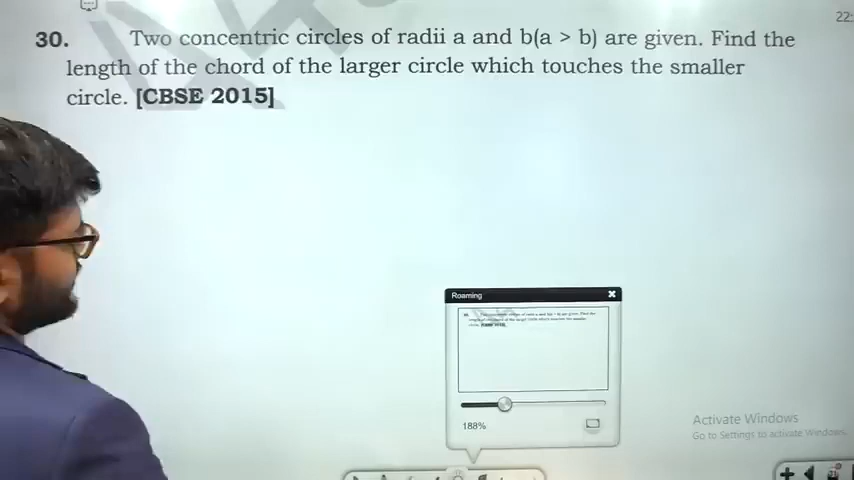 22:
30. Two concentric circles of radii a and b(a > b) are given. Find the
length of the chord of the larger circle which touches the smaller
circle. [CBSE 2015]
Roaming
188%
Activate Windows
Go to Settings to activate Windows.